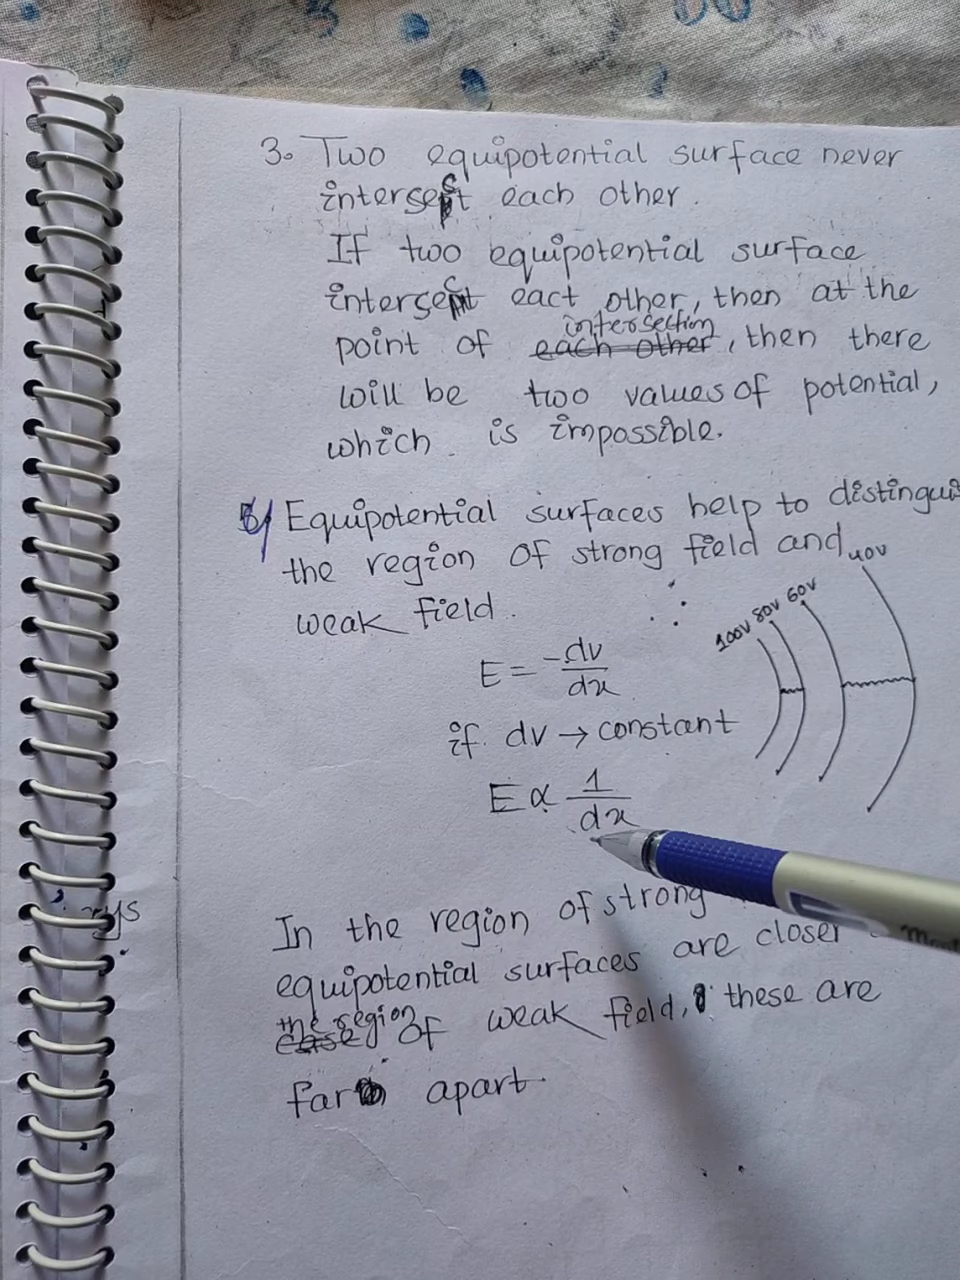 3. Two equipotential surface never
intersect each other.
If two equipotential surface
intersect eact other, then at the
intersection
point of each other, then there
will be two values of potential,
which is impossible.
Equipotential surfaces help to distingui
the region of strong field and
weak field.
40V
100V 80V 60V
E = -dv/dx
if dv → constant
E ∝ 1/dx
In the region of strong
equipotential surfaces are closer
the region
case of weak field, these are
far apart.